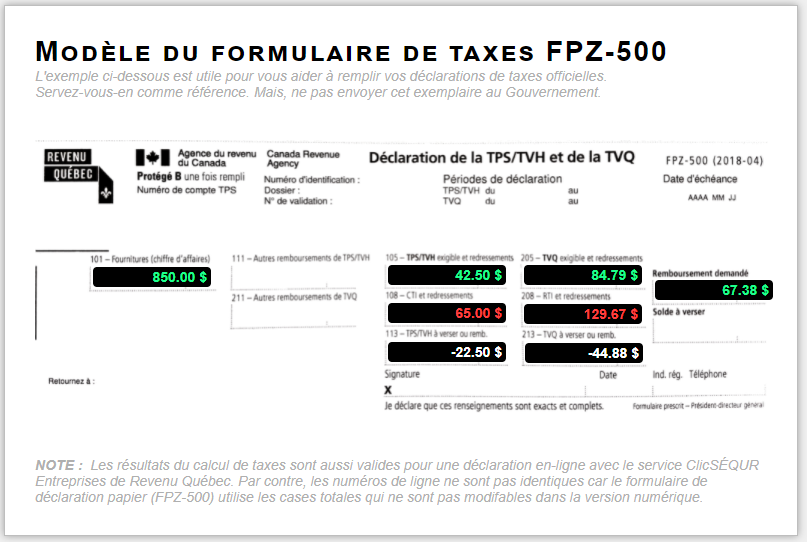 MODÈLE DU FORMULAIRE DE TAXES FPZ-500
L'exemple ci-dessous est utile pour vous aider à remplir vos déclarations de taxes officielles.
Servez-vous-en comme référence. Mais, ne pas envoyer cet exemplaire au Gouvernement.
REVENU
QUÉBEC
Agence du revenu
du Canada
Canada Revenue
Agency
Protégé B une fois rempli
Numéro de compte TPS
Numéro d'identification :
Dossier :
N° de validation :
Déclaration de la TPS/TVH et de la TVQ
Périodes de déclaration
TPS/TVH du au
TVQ du au
FPZ-500 (2018-04)
Date d'échéance
AAAA MM JJ
101 – Fournitures (chiffre d'affaires)
850.00 $
111 – Autres remboursements de TPS/TVH
211 – Autres remboursements de TVQ
105 – TPS/TVH exigible et redressements
42.50 $
205 – TVQ exigible et redressements
84.79 $
108 – CTI et redressements
65.00 $
208 – RTI et redressements
129.67 $
113 – TPS/TVH à verser ou remb.
-22.50 $
213 – TVQ à verser ou remb.
-44.88 $
Remboursement demandé
67.38 $
Solde à verser
Retournez à :
Signature
Date
Ind. rég. Téléphone
X
Je déclare que ces renseignements sont exacts et complets.
Formulaire prescrit – Président-directeur général
NOTE : Les résultats du calcul de taxes sont aussi valides pour une déclaration en-ligne avec le service ClicSÉQUR
Entreprises de Revenu Québec. Par contre, les numéros de ligne ne sont pas identiques car le formulaire de
déclaration papier (FPZ-500) utilise les cases totales qui ne sont pas modifables dans la version numérique.